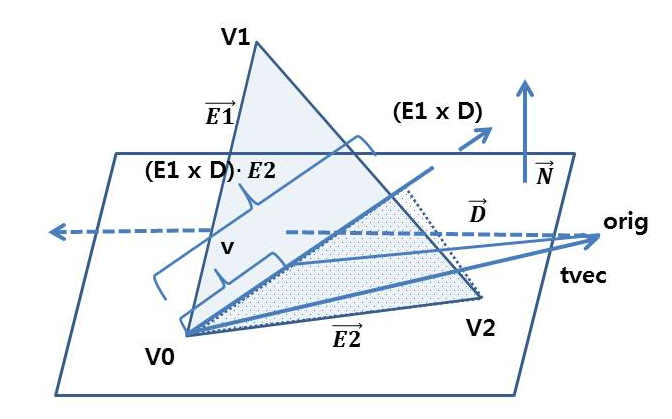 V1
E1
(E1 x D)
(E1 x D)· E2
N
D
orig
v
tvec
V2
E2
V0